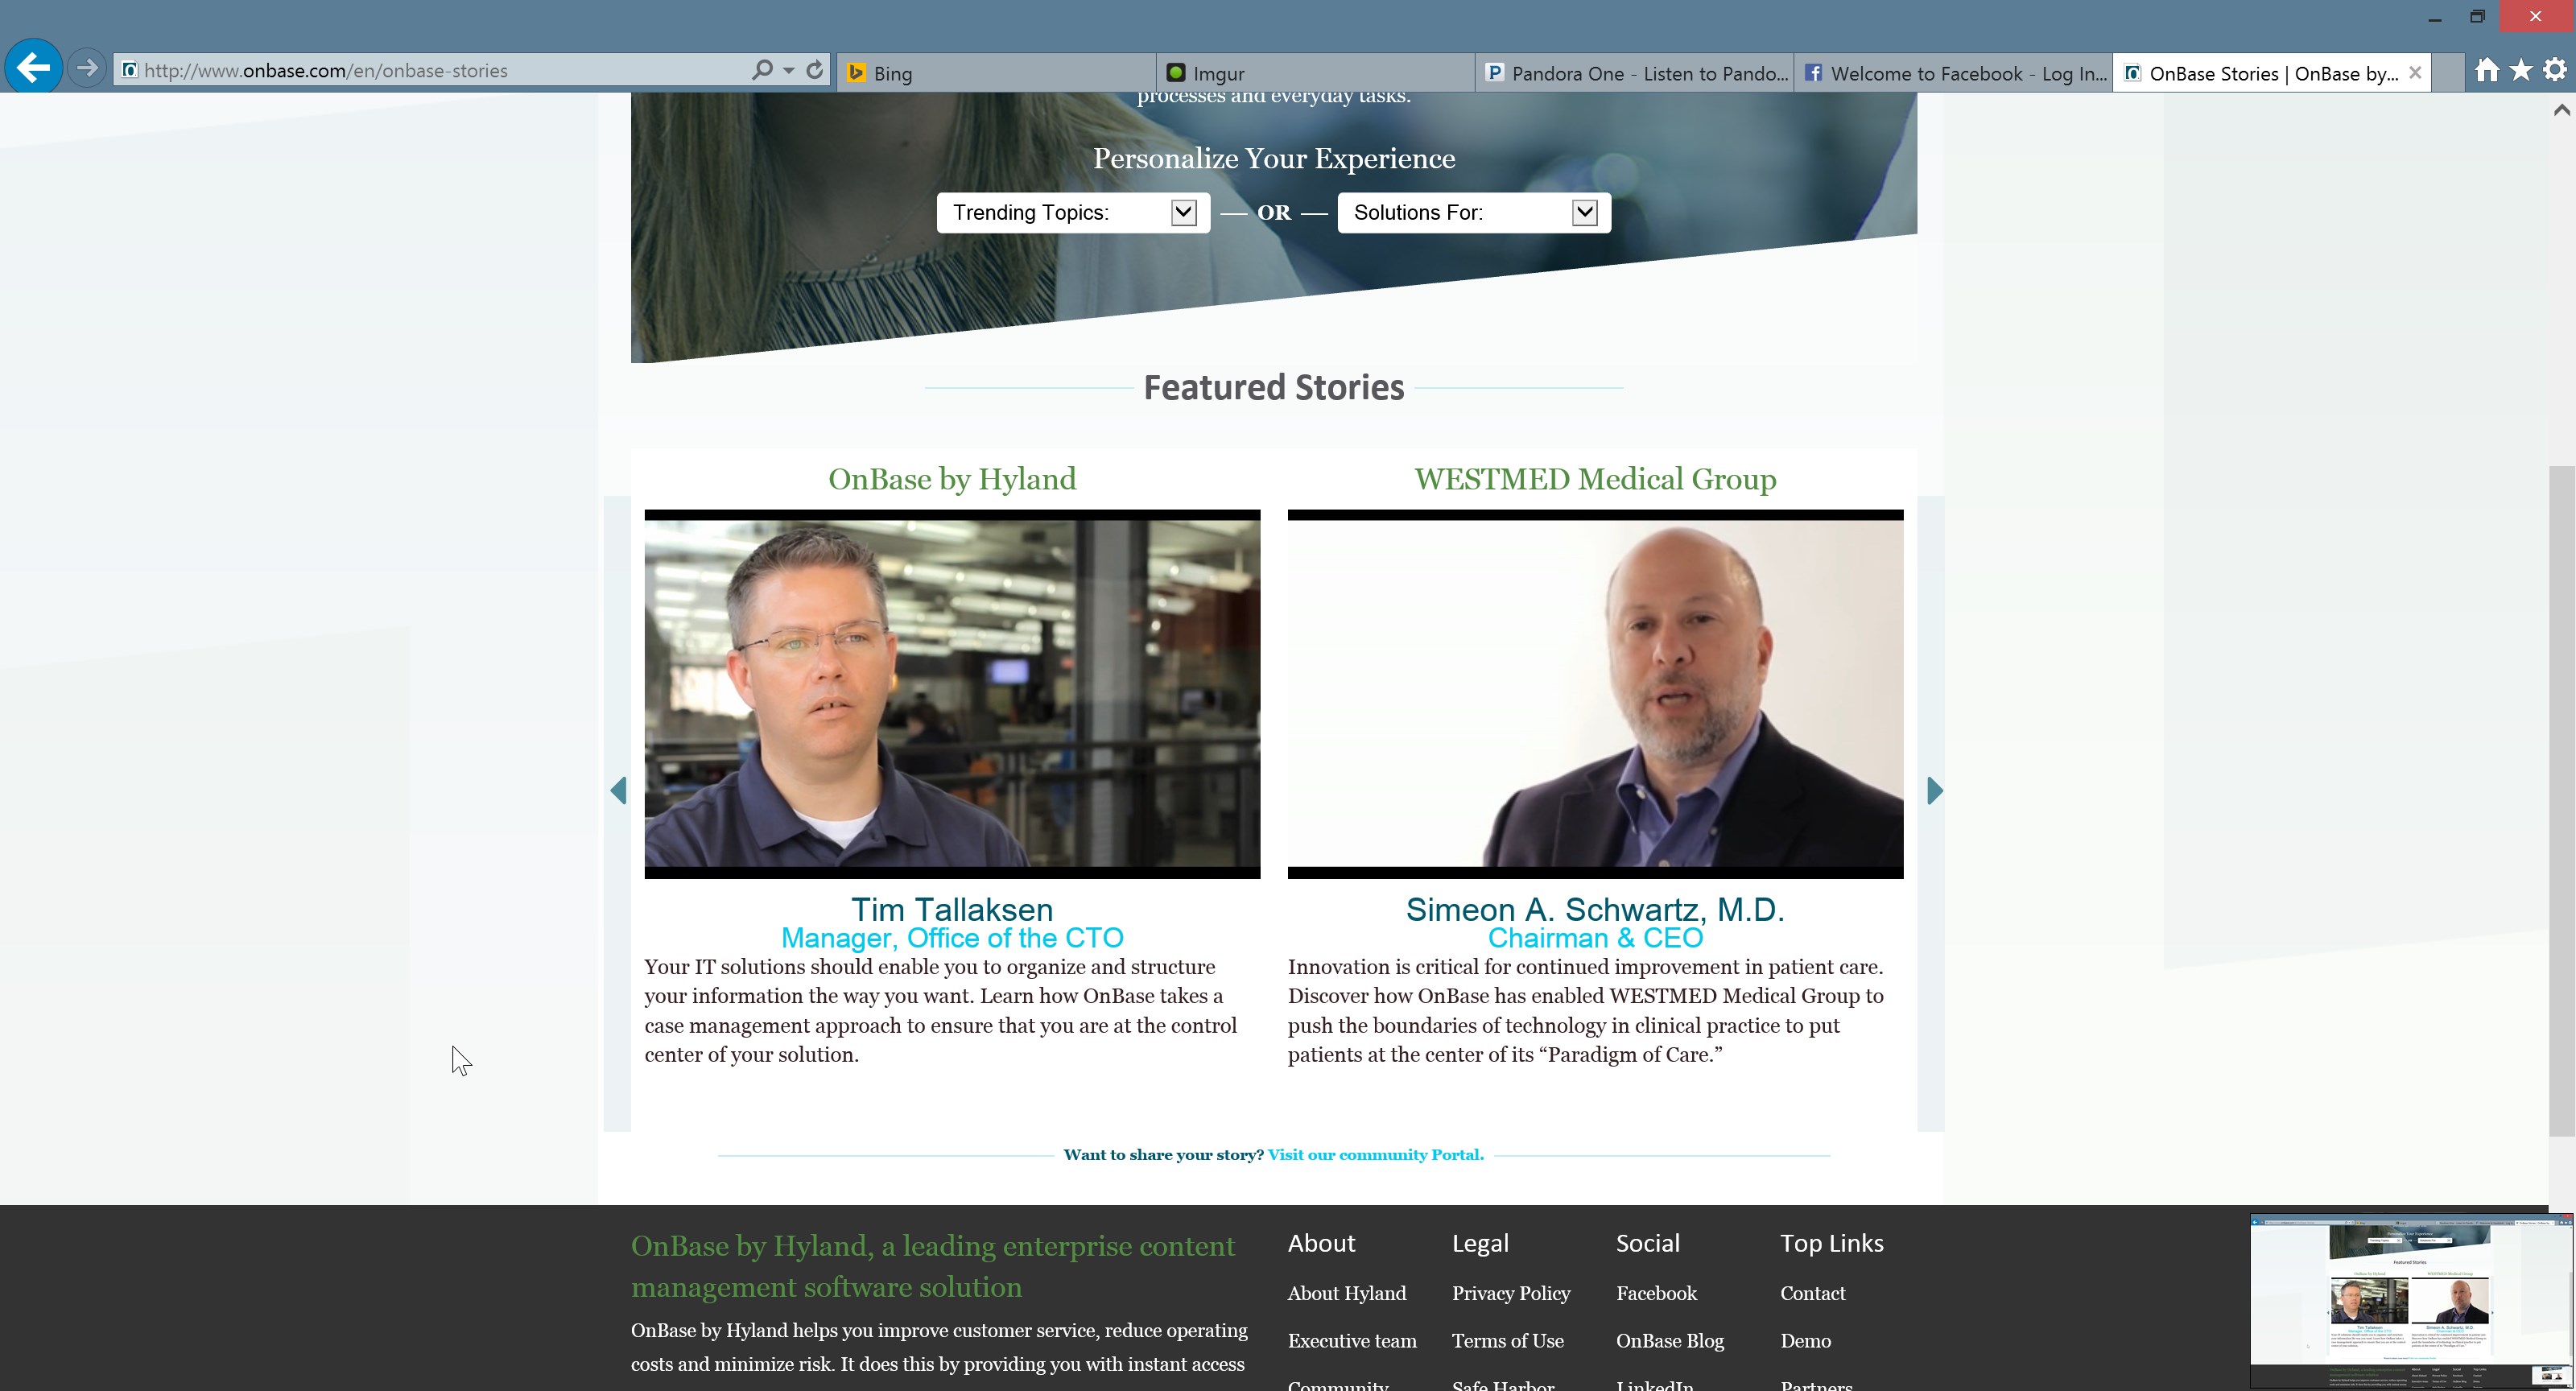 http://www.onbase.com/en/onbase-stories
Bing
Imgur
Pandora One - Listen to Pando...
Welcome to Facebook - Log In...
OnBase Stories | OnBase by...
processes and everyday tasks.
Personalize Your Experience
Trending Topics:
OR
Solutions For:
Featured Stories
OnBase by Hyland
WESTMED Medical Group
Tim Tallaksen
Manager, Office of the CTO
Your IT solutions should enable you to organize and structure
your information the way you want. Learn how OnBase takes a
case management approach to ensure that you are at the control
center of your solution.
Simeon A. Schwartz, M.D.
Chairman & CEO
Innovation is critical for continued improvement in patient care.
Discover how OnBase has enabled WESTMED Medical Group to
push the boundaries of technology in clinical practice to put
patients at the center of its “Paradigm of Care.”
Want to share your story? Visit our community Portal.
OnBase by Hyland, a leading enterprise content
management software solution
OnBase by Hyland helps you improve customer service, reduce operating
costs and minimize risk. It does this by providing you with instant access
About
About Hyland
Executive team
Community
Legal
Privacy Policy
Terms of Use
Safe Harbor
Social
Facebook
OnBase Blog
LinkedIn
Top Links
Contact
Demo
Partners